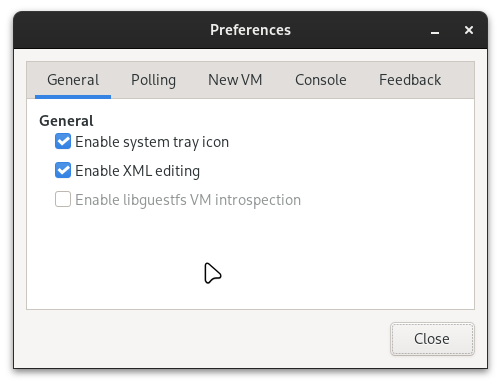 Preferences
General Polling New VM Console Feedback
General
Enable system tray icon
Enable XML editing
Enable libguestfs VM introspection
Close